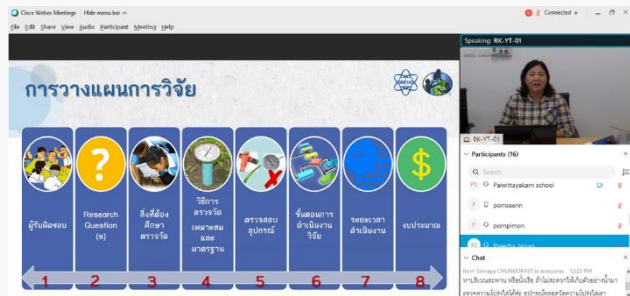 Cisco Webex Meetings
Hide menu bar
Connected
File Edit Share View Audio Participant Meeting Help
การวางแผนการวิจัย
ผู้รับผิดชอบ
Research
Question
(s)
สิ่งที่ต้อง
ศึกษา
ตรวจวัด
วิธีการ
ตรวจวัด
เหมาะสม
และ
มาตรฐาน
ตรวจสอบ
อุปกรณ์
ขั้นตอนการ
ดำเนินงาน
วิจัย
ระยะเวลา
ดำเนินงาน
งบประมาณ
1 2 3 4 5 6 7 8
Speaking: RK-YT-01
RK-YT-01
Participants (16)
Search
PS Paiwittayakarn school
P pornseerin
P pornpimon
Chat
to everyone 12:23 PM